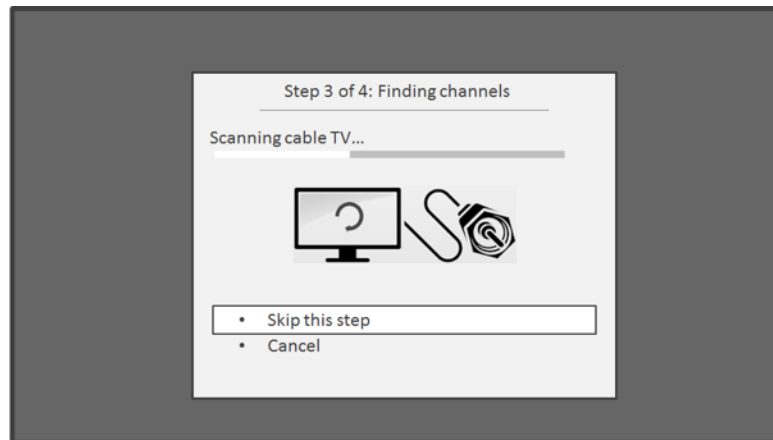 Step 3 of 4: Finding channels
Scanning cable TV...
• Skip this step
• Cancel